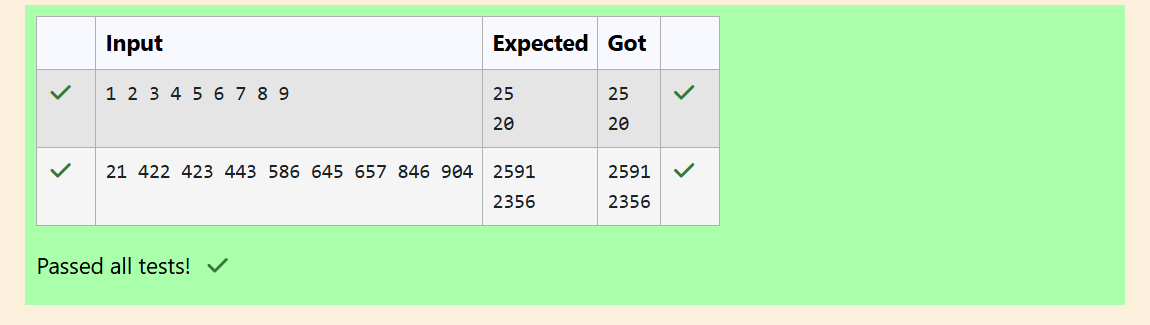 Input Expected Got
1 2 3 4 5 6 7 8 9 25 25
20 20
21 422 423 443 586 645 657 846 904 2591 2591
2356 2356
Passed all tests!